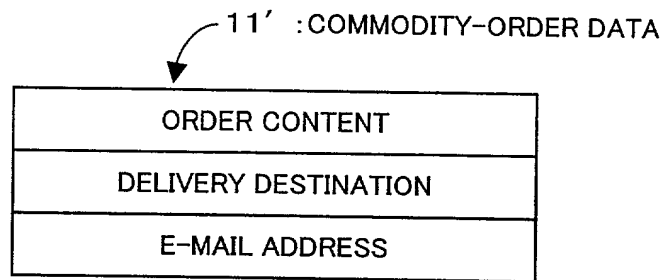 11′ :COMMODITY-ORDER DATA
ORDER CONTENT
DELIVERY DESTINATION
E-MAIL ADDRESS